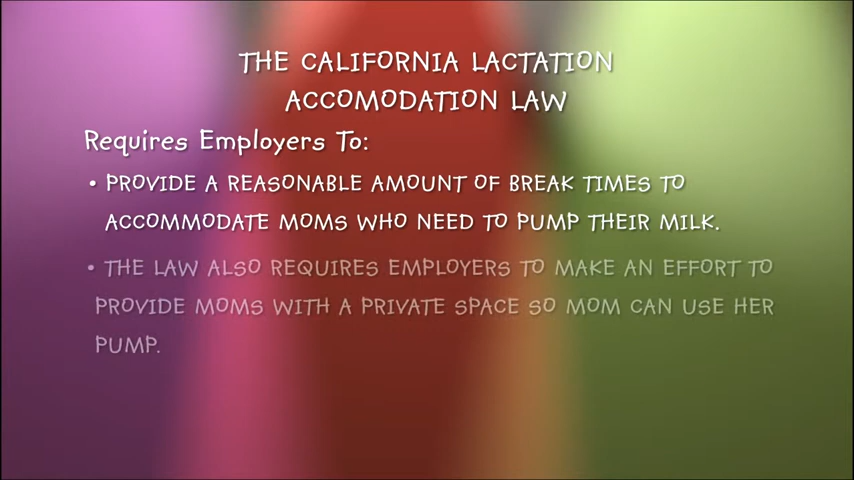 THE CALIFORNIA LACTATION
ACCOMODATION LAW
Requires Employers To:
• PROVIDE A REASONABLE AMOUNT OF BREAK TIMES TO
ACCOMMODATE MOMS WHO NEED TO PUMP THEIR MILK.
• THE LAW ALSO REQUIRES EMPLOYERS TO MAKE AN EFFORT TO
PROVIDE MOMS WITH A PRIVATE SPACE SO MOM CAN USE HER
PUMP.